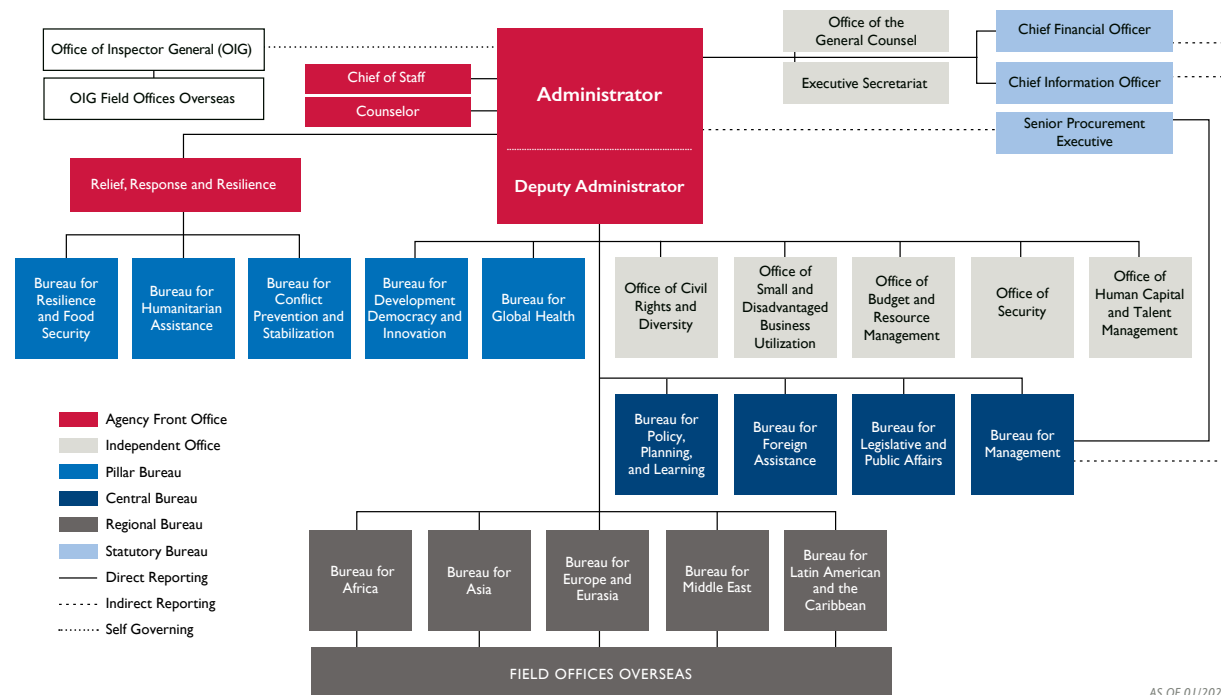 Office of Inspector General (OIG)
OIG Field Offices Overseas
Chief of Staff
Counselor
Administrator
Deputy Administrator
Office of the
General Counsel
Executive Secretariat
Chief Financial Officer
Chief Information Officer
Senior Procurement
Executive
Relief, Response and Resilience
Bureau for
Resilience
and Food
Security
Bureau for
Humanitarian
Assistance
Bureau for
Conflict
Prevention and
Stabilization
Bureau for
Development
Democracy and
Innovation
Bureau for
Global Health
Office of Civil
Rights and
Diversity
Office of
Small and
Disadvantaged
Business
Utilization
Office of
Budget and
Resource
Management
Office of
Security
Office of
Human Capital
and Talent
Management
Bureau for
Policy,
Planning,
and Learning
Bureau for
Foreign
Assistance
Bureau for
Legislative and
Public Affairs
Bureau for
Management
Agency Front Office
Independent Office
Pillar Bureau
Central Bureau
Regional Bureau
Statutory Bureau
Direct Reporting
Indirect Reporting
Self Governing
Bureau for
Africa
Bureau for
Asia
Bureau for
Europe and
Eurasia
Bureau for
Middle East
Bureau for
Latin American
and the
Caribbean
FIELD OFFICES OVERSEAS
AS OF 01/202